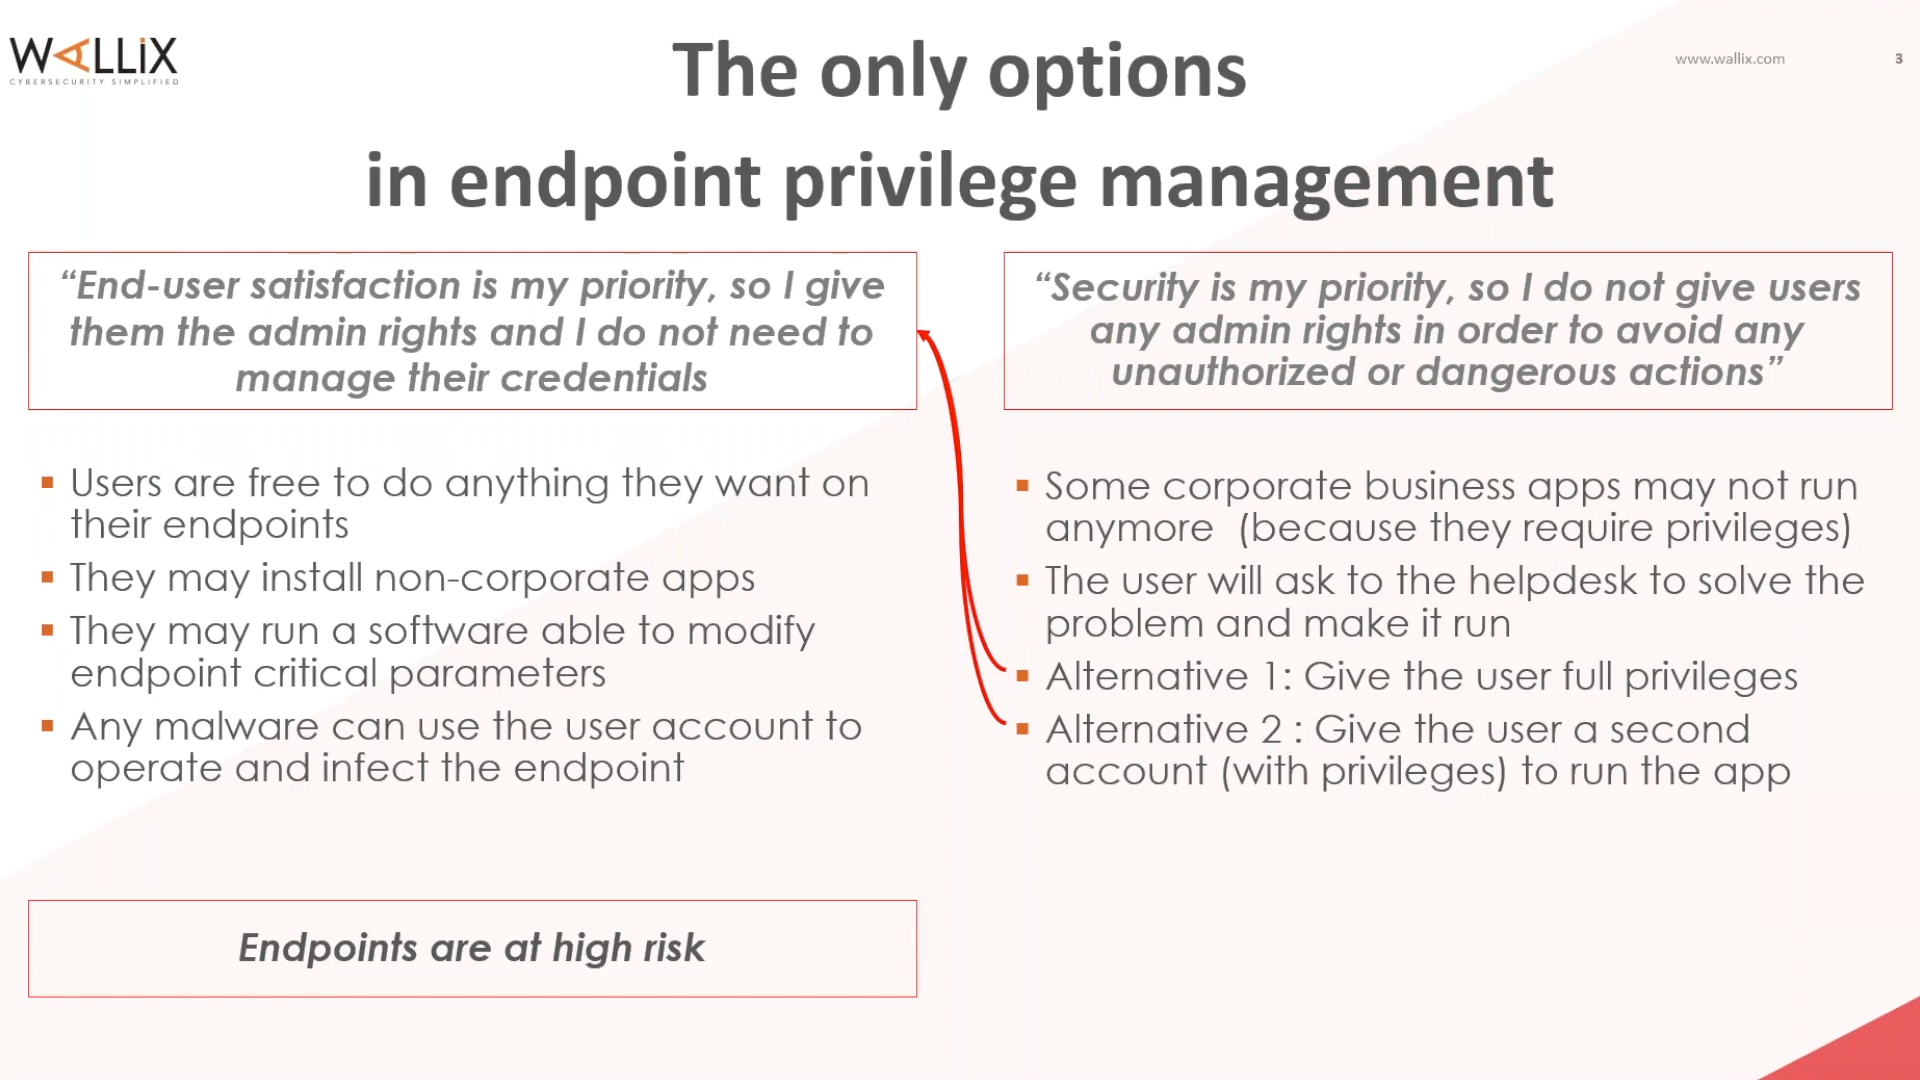 WALLiX
CYBERSECURITY SIMPLIFIED
www.wallix.com
3
The only options
in endpoint privilege management
“End-user satisfaction is my priority, so I give
them the admin rights and I do not need to
manage their credentials
▪ Users are free to do anything they want on
their endpoints
▪ They may install non-corporate apps
▪ They may run a software able to modify
endpoint critical parameters
▪ Any malware can use the user account to
operate and infect the endpoint
Endpoints are at high risk
“Security is my priority, so I do not give users
any admin rights in order to avoid any
unauthorized or dangerous actions”
▪ Some corporate business apps may not run
anymore  (because they require privileges)
▪ The user will ask to the helpdesk to solve the
problem and make it run
▪ Alternative 1: Give the user full privileges
▪ Alternative 2 : Give the user a second
account (with privileges) to run the app